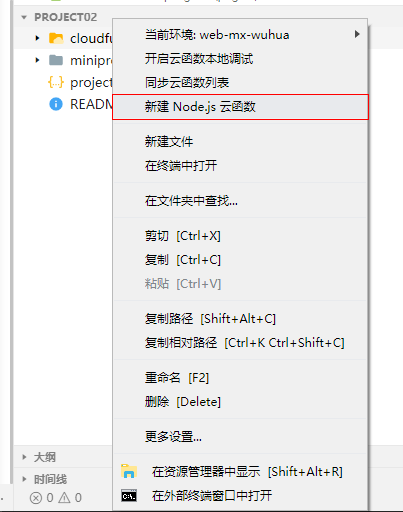 PROJECT02
cloudfu
当前环境: web-mx-wuhua
开启云函数本地调试
minipro
同步云函数列表
projec
新建 Node.js 云函数
README
新建文件
在终端中打开
在文件夹中查找...
剪切 [Ctrl+X]
复制 [Ctrl+C]
粘贴 [Ctrl+V]
复制路径 [Shift+Alt+C]
复制相对路径 [Ctrl+K Ctrl+Shift+C]
重命名 [F2]
删除 [Delete]
更多设置...
大纲
在资源管理器中显示 [Shift+Alt+R]
时间线
在外部终端窗口中打开
0 0